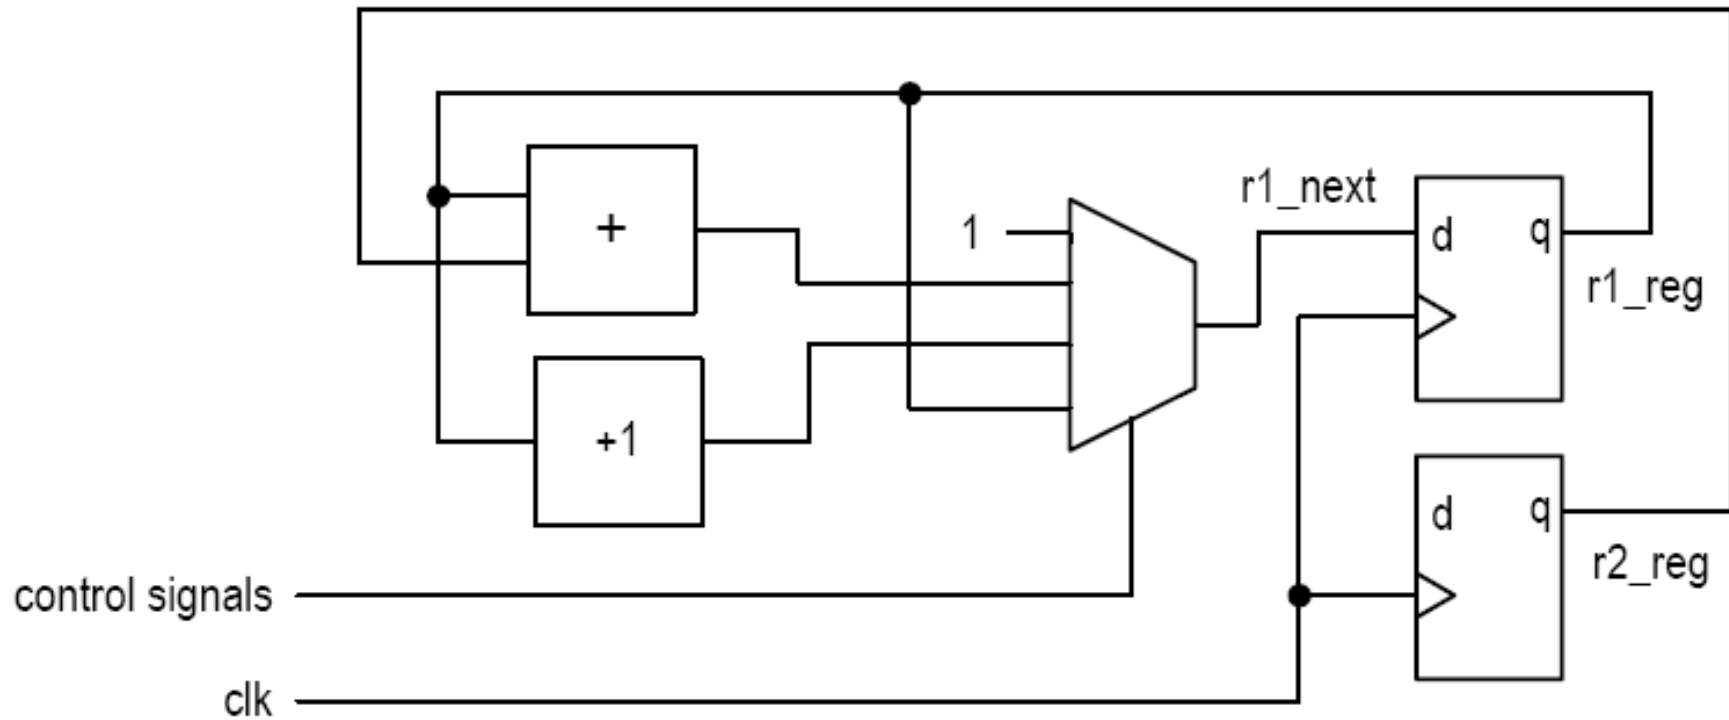 r1_next
+
1
d
q
r1_reg
+1
d
q
r2_reg
control signals
clk